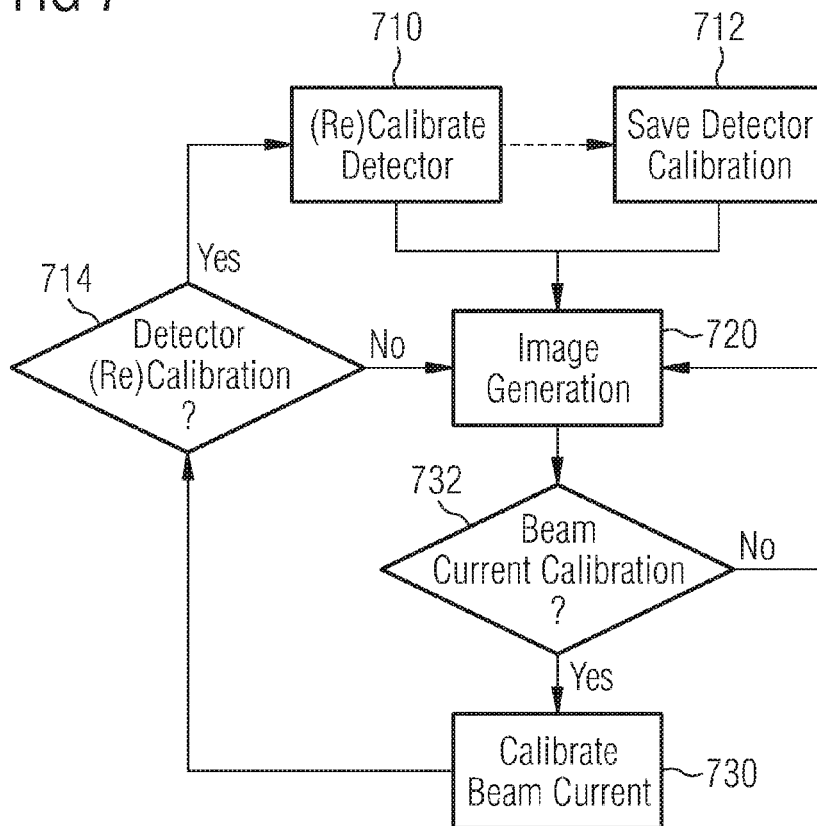 FIG 7
710
712
(Re)Calibrate
Detector
Save Detector
Calibration
Yes
714
Detector
(Re)Calibration
?
No
Image
Generation
720
732
Beam
Current Calibration
?
No
Yes
Calibrate
Beam Current
730